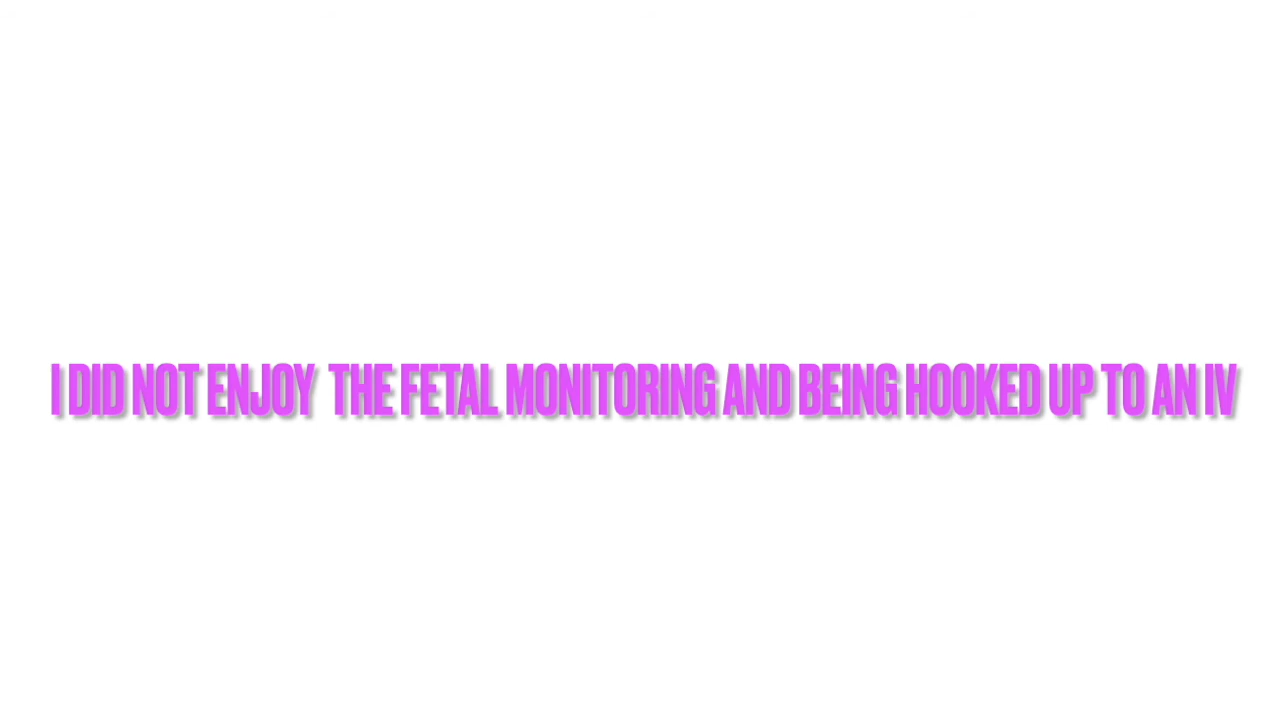 I DID NOT ENJOY THE FETAL MONITORING AND BEING HOOKED UP TO AN IV